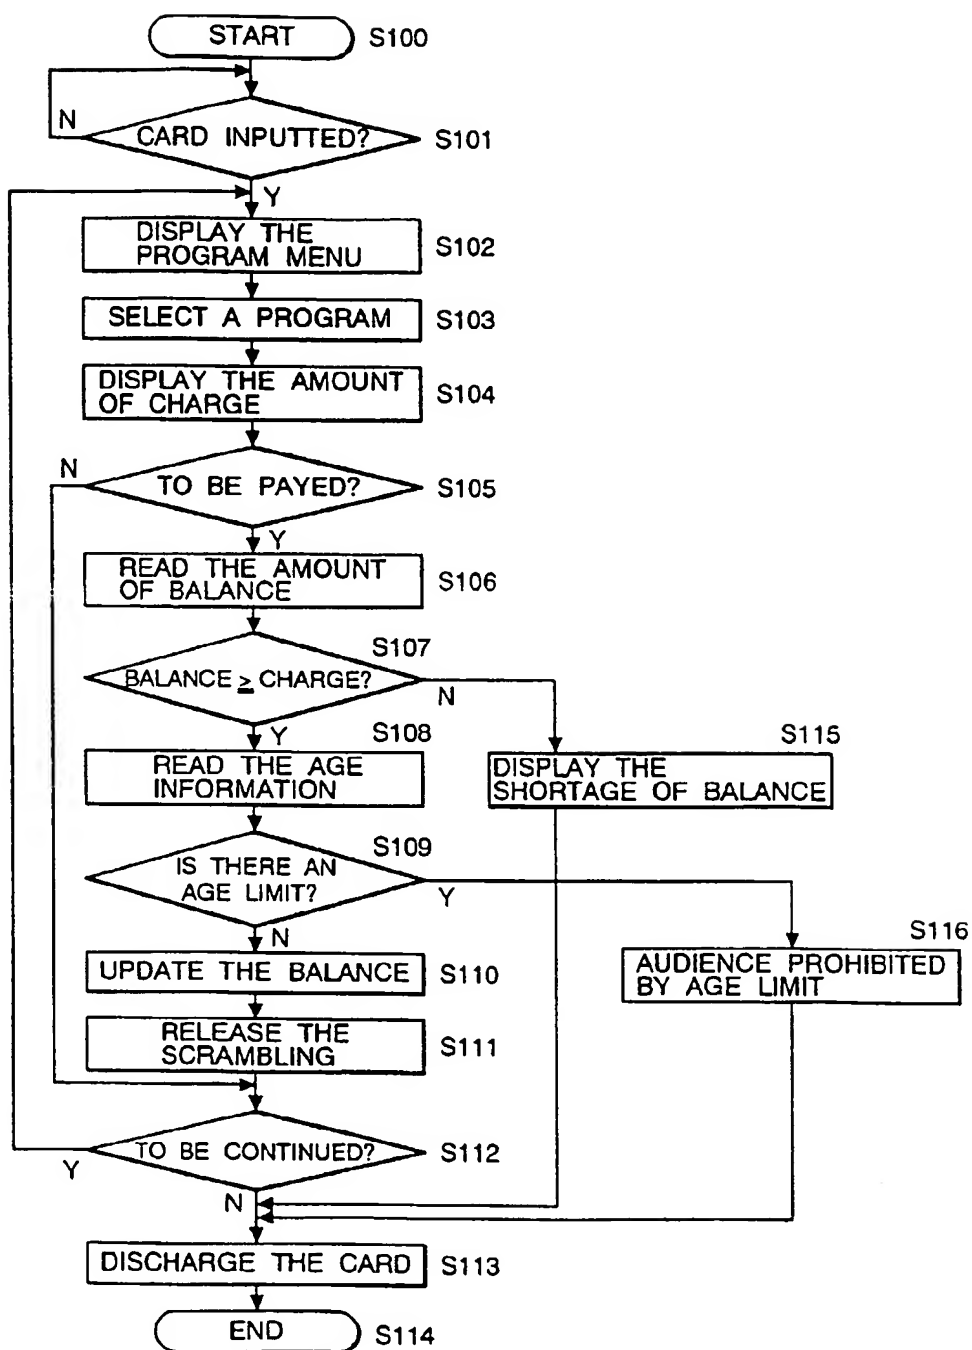 START S100
N
CARD INPUTTED? S101
Y
DISPLAY THE
PROGRAM MENU S102
SELECT A PROGRAM S103
DISPLAY THE AMOUNT
OF CHARGE S104
N
TO BE PAYED? S105
Y
READ THE AMOUNT
OF BALANCE S106
S107
BALANCE ≥ CHARGE?
N
Y
S108
READ THE AGE
INFORMATION
S115
DISPLAY THE
SHORTAGE OF BALANCE
S109
IS THERE AN
AGE LIMIT?
Y
N
S116
AUDIENCE PROHIBITED
BY AGE LIMIT
UPDATE THE BALANCE S110
RELEASE THE
SCRAMBLING S111
TO BE CONTINUED? S112
Y
N
DISCHARGE THE CARD S113
END S114